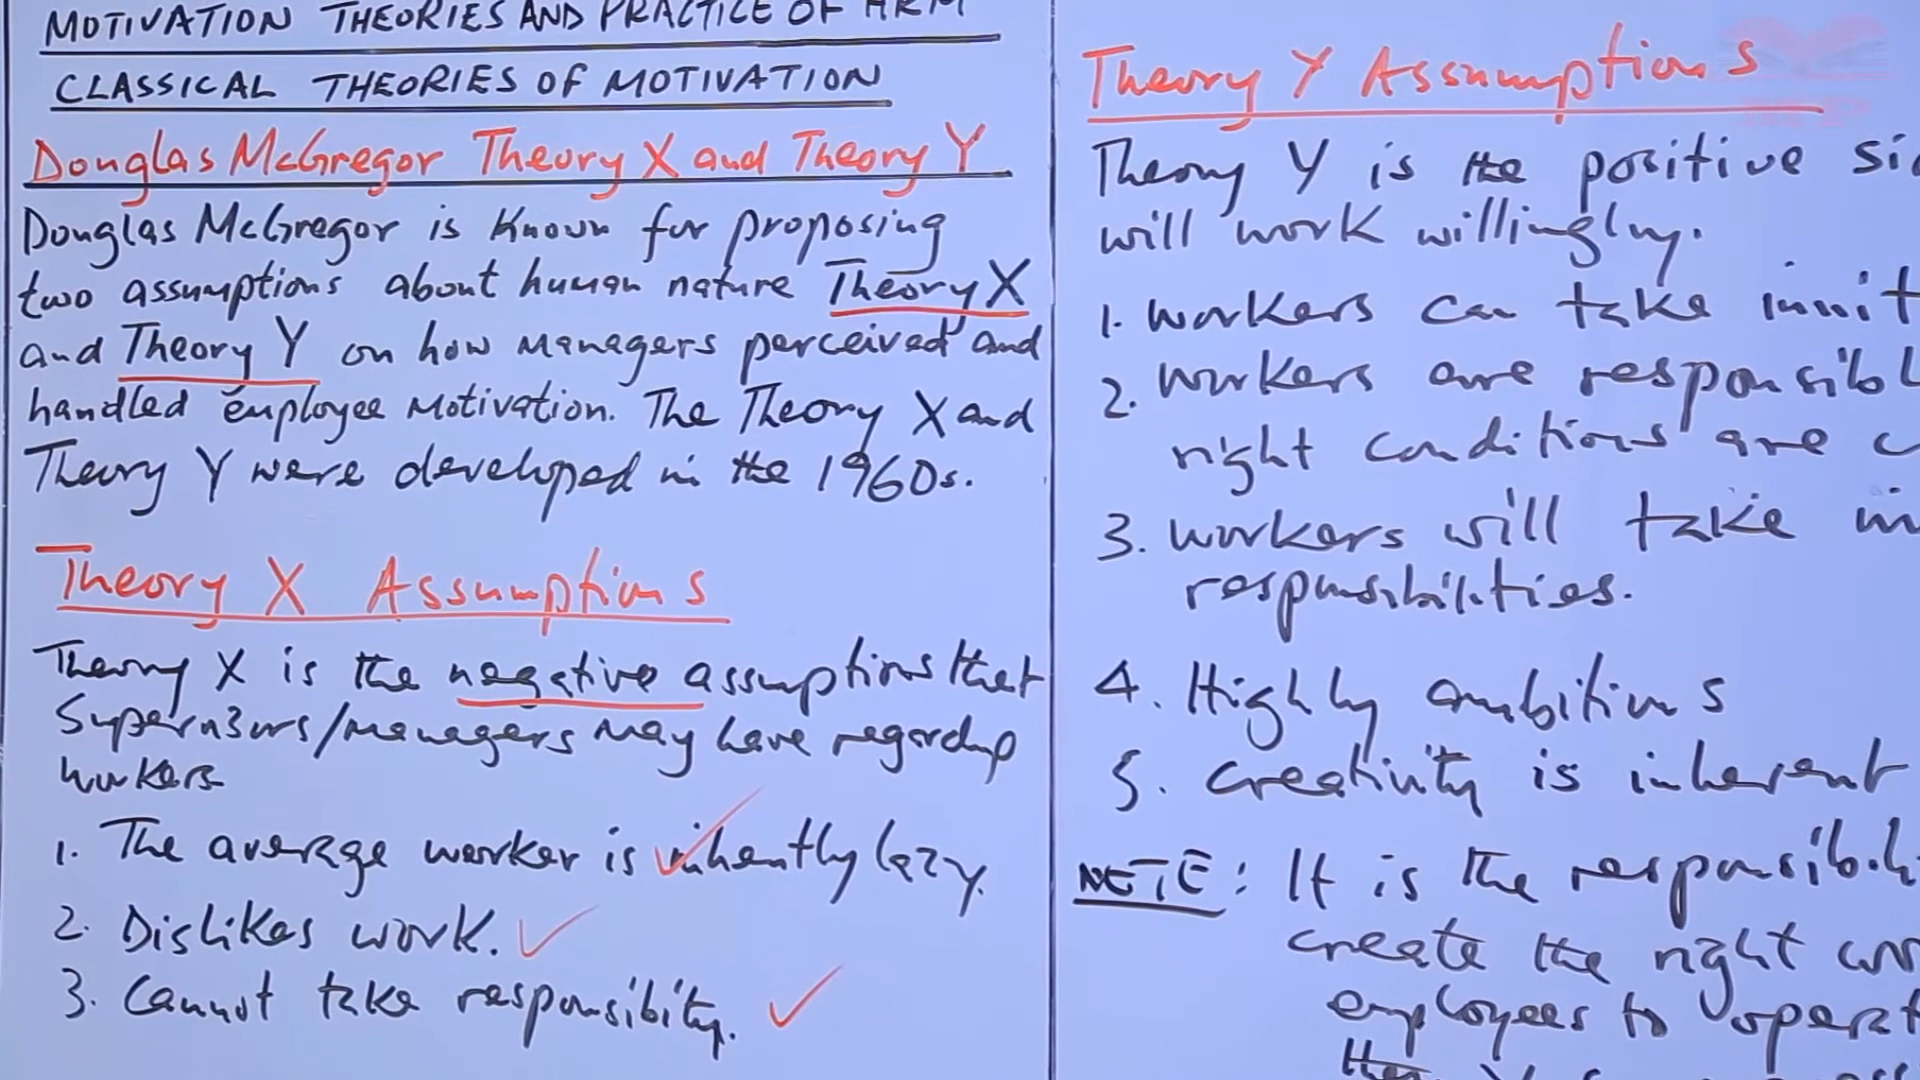 MOTIVATION THEORIES AND PRACTICE OF HRM
CLASSICAL THEORIES OF MOTIVATION
Douglas McGregor Theory X and Theory Y
Douglas McGregor is known for proposing
two assumptions about human nature Theory X
and Theory Y on how Managers perceived and
handled employee Motivation. The Theory X and
Theory Y were developed in the 1960s.
Theory X Assumptions
Theory X is the negative assumptions that
Supervisors/Managers may have regarding
workers
1. The average worker is inhently lazy.
2. Dislikes work.
3. Cannot take responsibity.
Theory Y Assumptions
Theory Y is the positive
will work willingly.
1. workers can take
2. workers are
right conditions are
3. workers will take
responsibilities.
4. Highly ambitious
5. creativity is inherent
NOTE: It is the
create the right
employees to